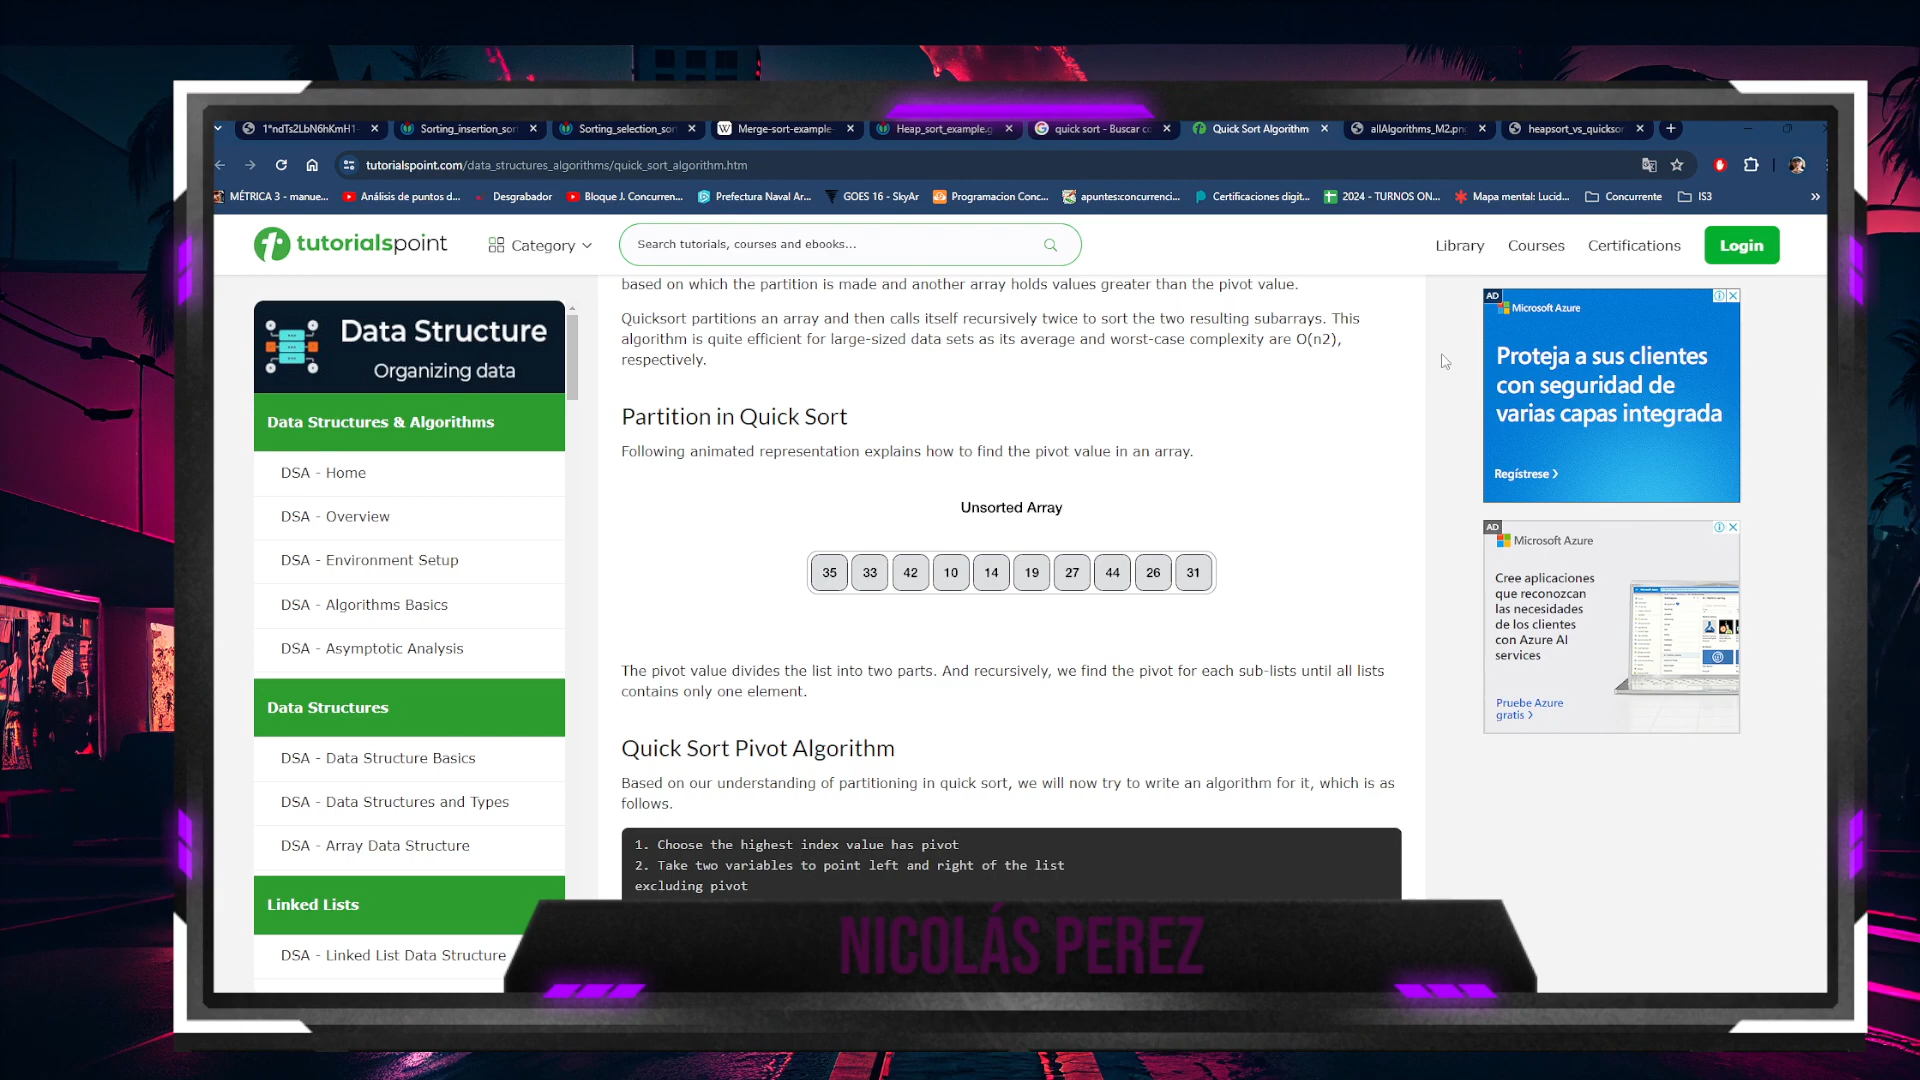 1*ndTs2LbN6hKmH1-
Sorting_insertion_sor
Sorting_selection_sor
Merge-sort-example-
Heap_sort_example.g
quick sort - Buscar co
Quick Sort Algorithm
allAlgorithms_M2.png
heapsort_vs_quicksor
tutorialspoint.com/data_structures_algorithms/quick_sort_algorithm.htm
MÉTRICA 3 - manue...
Análisis de puntos d...
Desgrabador
Bloque J. Concurren...
Prefectura Naval Ar...
GOES 16 - SkyAr
Programacion Conc...
apuntes:concurrenci...
Certificaciones digit...
2024 - TURNOS ON...
Mapa mental: Lucid...
Concurrente
IS3
»
tutorialspoint
Category
Search tutorials, courses and ebooks...
Library
Courses
Certifications
Login
Data Structure
Organizing data
Data Structures & Algorithms
DSA - Home
DSA - Overview
DSA - Environment Setup
DSA - Algorithms Basics
DSA - Asymptotic Analysis
Data Structures
DSA - Data Structure Basics
DSA - Data Structures and Types
DSA - Array Data Structure
Linked Lists
DSA - Linked List Data Structure
based on which the partition is made and another array holds values greater than the pivot value.
Quicksort partitions an array and then calls itself recursively twice to sort the two resulting subarrays. This
algorithm is quite efficient for large-sized data sets as its average and worst-case complexity are O(n2),
respectively.
Partition in Quick Sort
Following animated representation explains how to find the pivot value in an array.
Unsorted Array
35 33 42 10 14 19 27 44 26 31
The pivot value divides the list into two parts. And recursively, we find the pivot for each sub-lists until all lists
contains only one element.
Quick Sort Pivot Algorithm
Based on our understanding of partitioning in quick sort, we will now try to write an algorithm for it, which is as
follows.
1. Choose the highest index value has pivot
2. Take two variables to point left and right of the list
excluding pivot
AD
Microsoft Azure
Proteja a sus clientes
con seguridad de
varias capas integrada
Regístrese
AD
Microsoft Azure
Cree aplicaciones
que reconozcan
las necesidades
de los clientes
con Azure AI
services
Pruebe Azure
gratis
NICOLÁS PEREZ